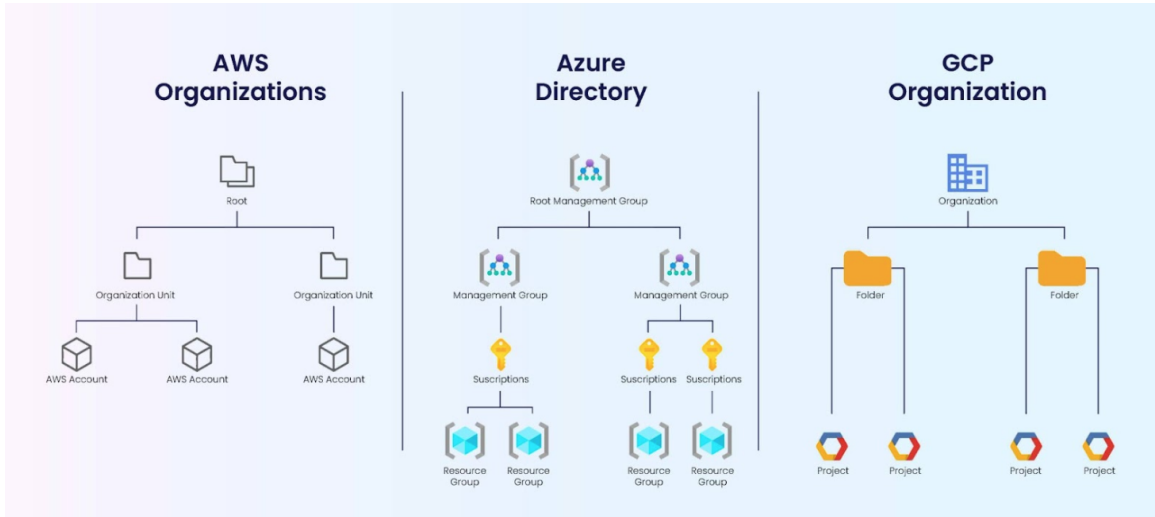 AWS
Organizations
Root
Organization Unit
Organization Unit
AWS Account
AWS Account
AWS Account
Azure
Directory
Root Management Group
Management Group
Management Group
Suscriptions
Suscriptions
Suscriptions
Resource
Group
Resource
Group
Resource
Group
Resource
Group
GCP
Organization
Organization
Folder
Folder
Project
Project
Project
Project